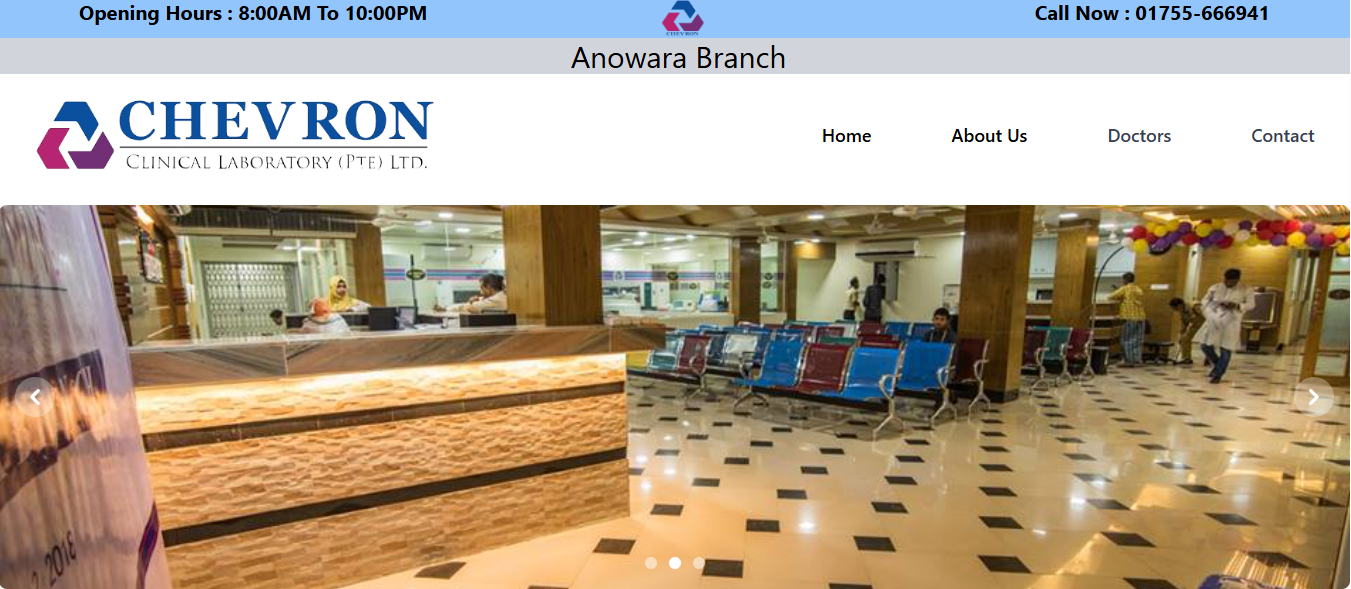 Opening Hours : 8:00AM To 10:00PM
CHEVRON
Call Now : 01755-666941
Anowara Branch
CHEVRON
CLINICAL LABORATORY (PTE) LTD.
Home
About Us
Doctors
Contact
2018